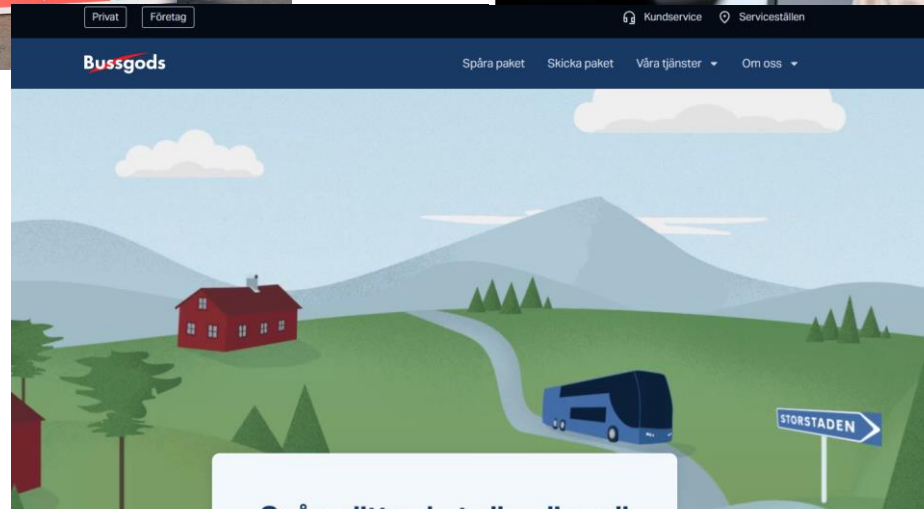 Privat Företag Kundservice Serviceställen
Bussgods Spåra paket Skicka paket Våra tjänster Om oss
STORSTADEN